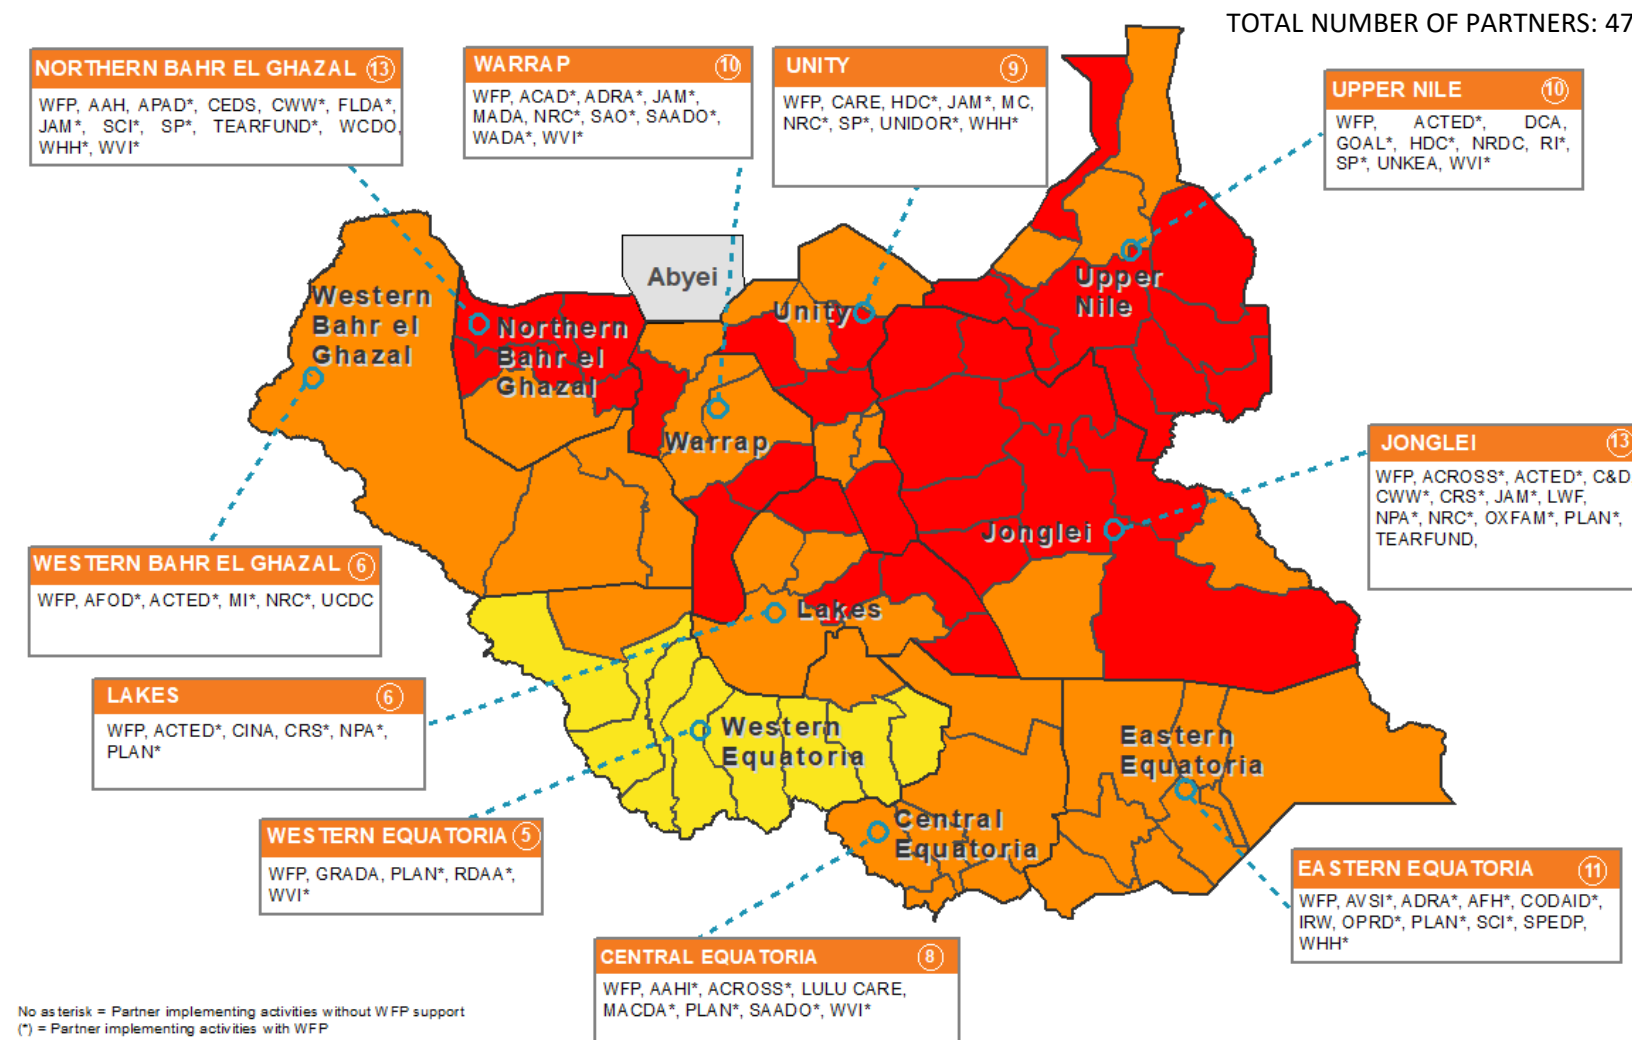 TOTAL NUMBER OF PARTNERS: 47
NORTHERN BAHR EL GHAZAL 13
WFP, AAH, APAD*, CEDS, CWW*, FLDA*,
JAM*, SCI*, SP*, TEARFUND*, WCDO,
WHH*, WVI*
WARRAP 10
WFP, ACAD*, ADRA*, JAM*,
MADA, NRC*, SAO*, SAADO*,
WADA*, WVI*
UNITY 9
WFP, CARE, HDC*, JAM*, MC,
NRC*, SP*, UNIDOR*, WHH*
UPPER NILE 10
WFP, ACTED*, DCA,
GOAL*, HDC*, NRDC, RI*,
SP*, UNKEA, WVI*
Abyei
Western
Bahr el
Ghazal
Northern
Bahr el
Ghazal
Unity
Upper
Nile
Warrap
Jonglei
Lakes
Western
Equatoria
Eastern
Equatoria
Central
Equatoria
JONGLEI 13
WFP, ACROSS*, ACTED*, C&D
CWW*, CRS*, JAM*, LWF,
NPA*, NRC*, OXFAM*, PLAN*,
TEARFUND,
WESTERN BAHR EL GHAZAL 6
WFP, AFOD*, ACTED*, MI*, NRC*, UCDC
LAKES 6
WFP, ACTED*, CINA, CRS*, NPA*,
PLAN*
WESTERN EQUATORIA 5
WFP, GRADA, PLAN*, RDAA*,
WVI*
EASTERN EQUATORIA 11
WFP, AVSI*, ADRA*, AFH*, CODAID*,
IRW, OPRD*, PLAN*, SCI*, SPEDP,
WHH*
CENTRAL EQUATORIA 8
WFP, AAHI*, ACROSS*, LULU CARE,
MACDA*, PLAN*, SAADO*, WVI*
No asterisk = Partner implementing activities without WFP support
(*) = Partner implementing activities with WFP